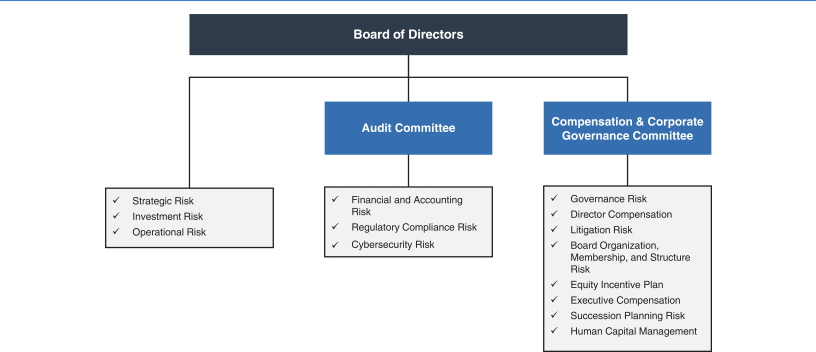 Board of Directors
Audit Committee
Compensation & Corporate
Governance Committee
✓ Strategic Risk
✓ Investment Risk
✓ Operational Risk
✓ Financial and Accounting
Risk
✓ Regulatory Compliance Risk
✓ Cybersecurity Risk
✓ Governance Risk
✓ Director Compensation
✓ Litigation Risk
✓ Board Organization,
Membership, and Structure
Risk
✓ Equity Incentive Plan
✓ Executive Compensation
✓ Succession Planning Risk
✓ Human Capital Management